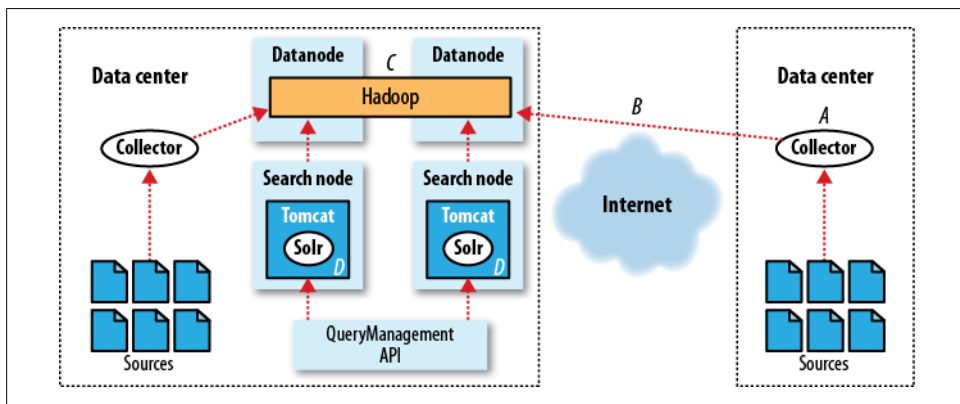 Data center
Datanode
C
Datanode
Hadoop
Collector
Search node
Tomcat
Solr
D
Search node
Tomcat
Solr
D
QueryManagement
API
Sources
B
Internet
Data center
A
Collector
Sources